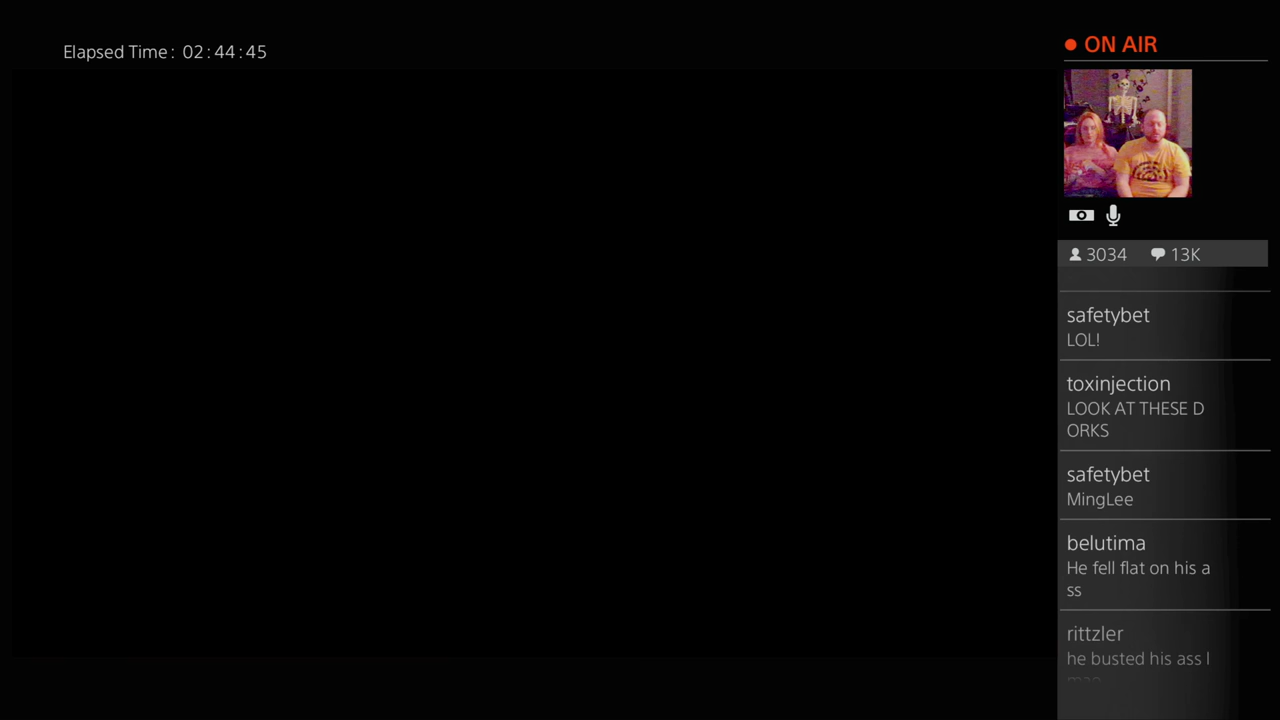 Elapsed Time: 02:44:45
ON AIR
3034 13K
safetybet
LOL!
toxinjection
LOOK AT THESE D
ORKS
safetybet
MingLee
belutima
He fell flat on his a
ss
rittzler
he busted his ass l
mao